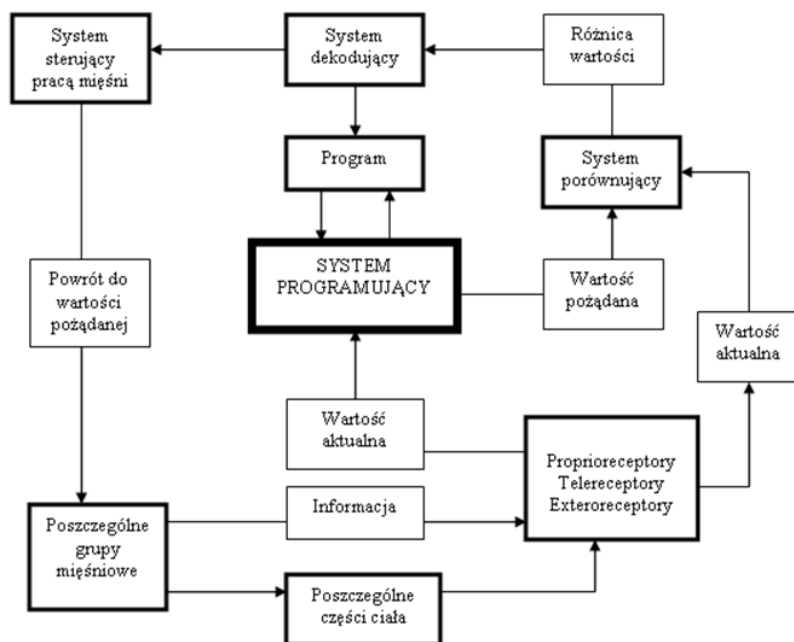 System
sterujący
pracą mięśni
System
dekodujący
Różnica
wartości
Program
System
porównujący
SYSTEM
PROGRAMUJĄCY
Powrót do
wartości
pożądanej
Wartość
pożądana
Wartość
aktualna
Wartość
aktualna
Proprioreceptory
Telereceptory
Exteroreceptory
Informacja
Poszczególne
grupy
mięśniowe
Poszczególne
części ciała